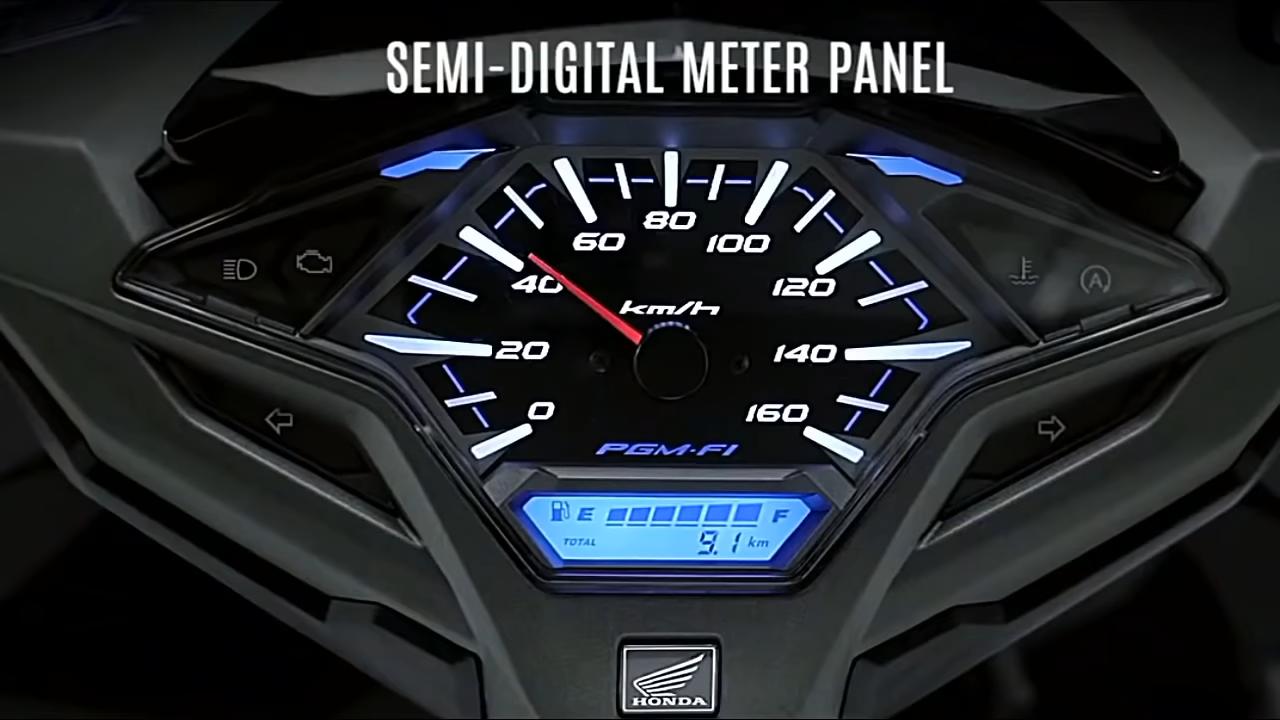 SEMI-DIGITAL METER PANEL
80
60
100
40
120
km/h
20
140
0
160
PGM-FI
E
F
TOTAL
9.1 km
A
HONDA